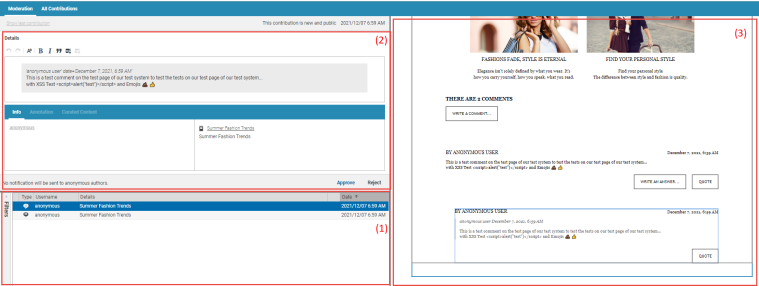 Moderation All Contributions
This contribution is new and public 2021/12/07 6:59 AM
Details
(2)
B I
anonymous user' date=December 7, 2021, 6:59 AM'
This is a test comment on the test page of our test system to test the tests on our test page of our test system...
with XSS Test <script>alert("test")</script> and Emojis
Info Annotation Curated Content
anonymous
Summer Fashion Trends
Summer Fashion Trends
no notification will be sent to anonymous authors.
Approve Reject
Filters
Type Username Details Date
anonymous Summer Fashion Trends 2021/12/07 6:59 AM
anonymous Summer Fashion Trends 2021/12/07 6:59 AM
(1)
(3)
FASHIONS FADE, STYLE IS ETERNAL
Elegance isn't solely defined by what you wear. It's
how you carry yourself, how you speak, what you read.
FIND YOUR PERSONAL STYLE
Find your personal style.
The difference between style and fashion is quality.
THERE ARE 2 COMMENTS
WRITE A COMMENT...
BY ANONYMOUS USER December 7, 2021, 6:59 AM
This is a test comment on the test page of our test system to test the tests on our test page of our test system...
with XSS Test <script>alert("test")</script> and Emojis
WRITE AN ANSWER... QUOTE
BY ANONYMOUS USER December 7, 2021, 6:59 AM
anonymous user December 7, 2021, 6:59 AM
This is a test comment on the test page of our test system to test the tests on our test page of our test system...
with XSS Test <script>alert("test")</script> and Emojis
QUOTE